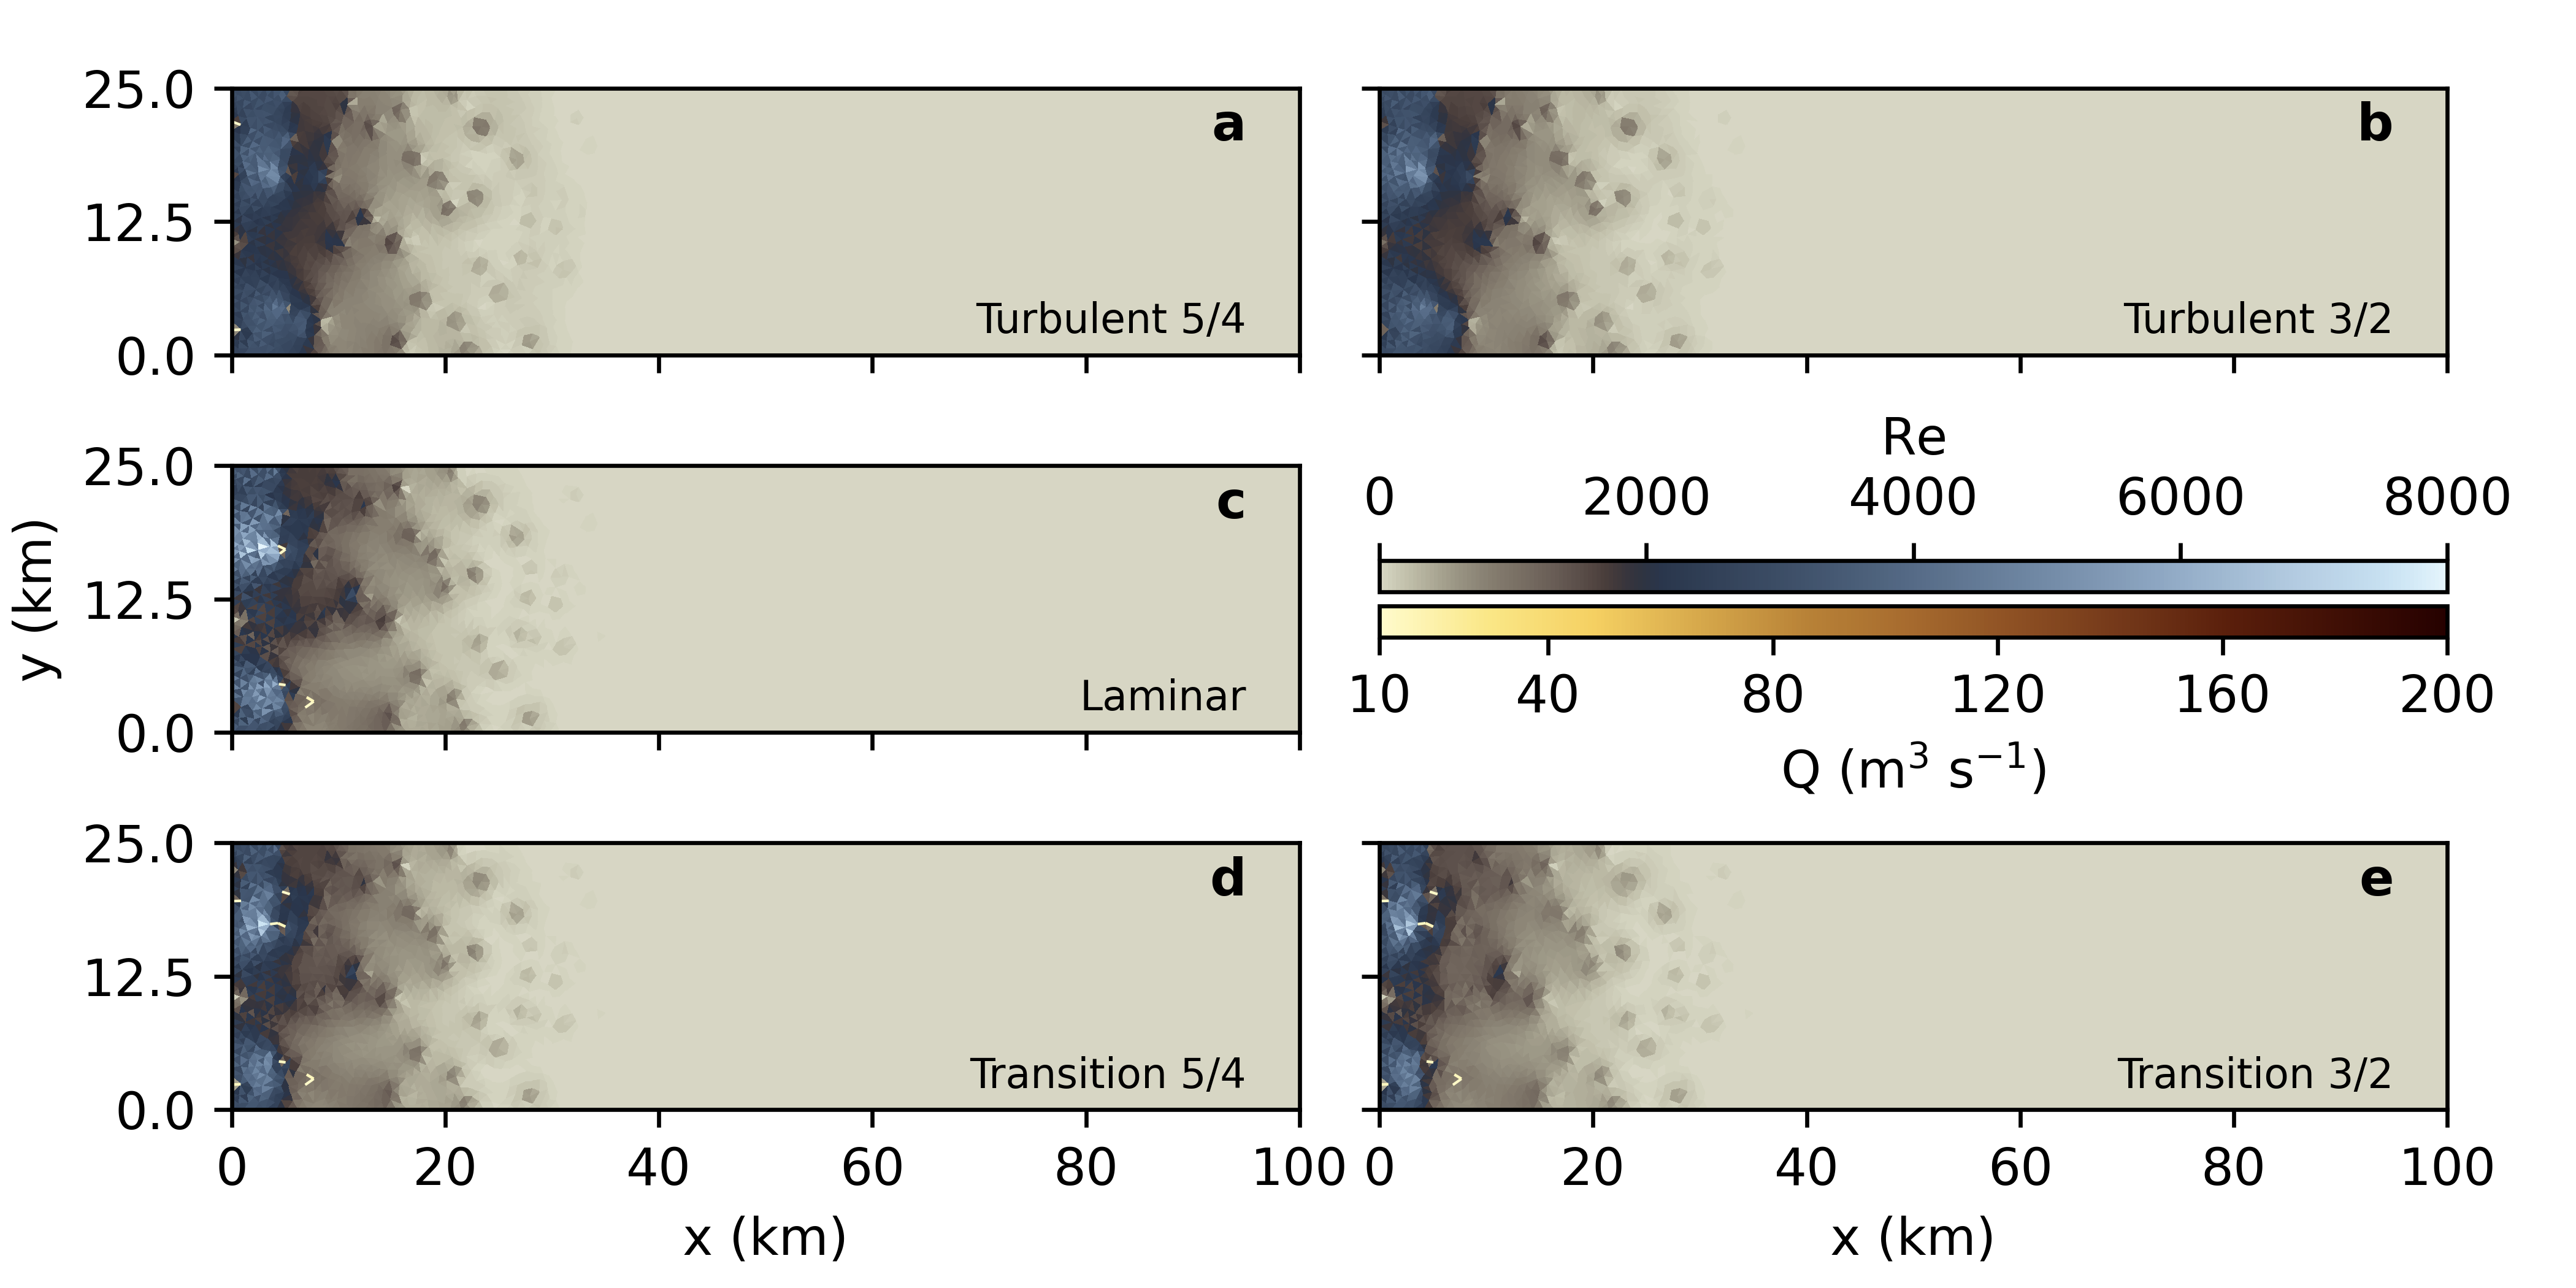 25.0
12.5
0.0
a
Turbulent 5/4
b
Turbulent 3/2
y (km)
25.0
12.5
0.0
c
Laminar
Re
0 2000 4000 6000 8000
10 40 80 120 160 200
Q (m³ s⁻¹)
25.0
12.5
0.0
d
Transition 5/4
e
Transition 3/2
0 20 40 60 80 100
0 20 40 60 80 100
x (km)
x (km)